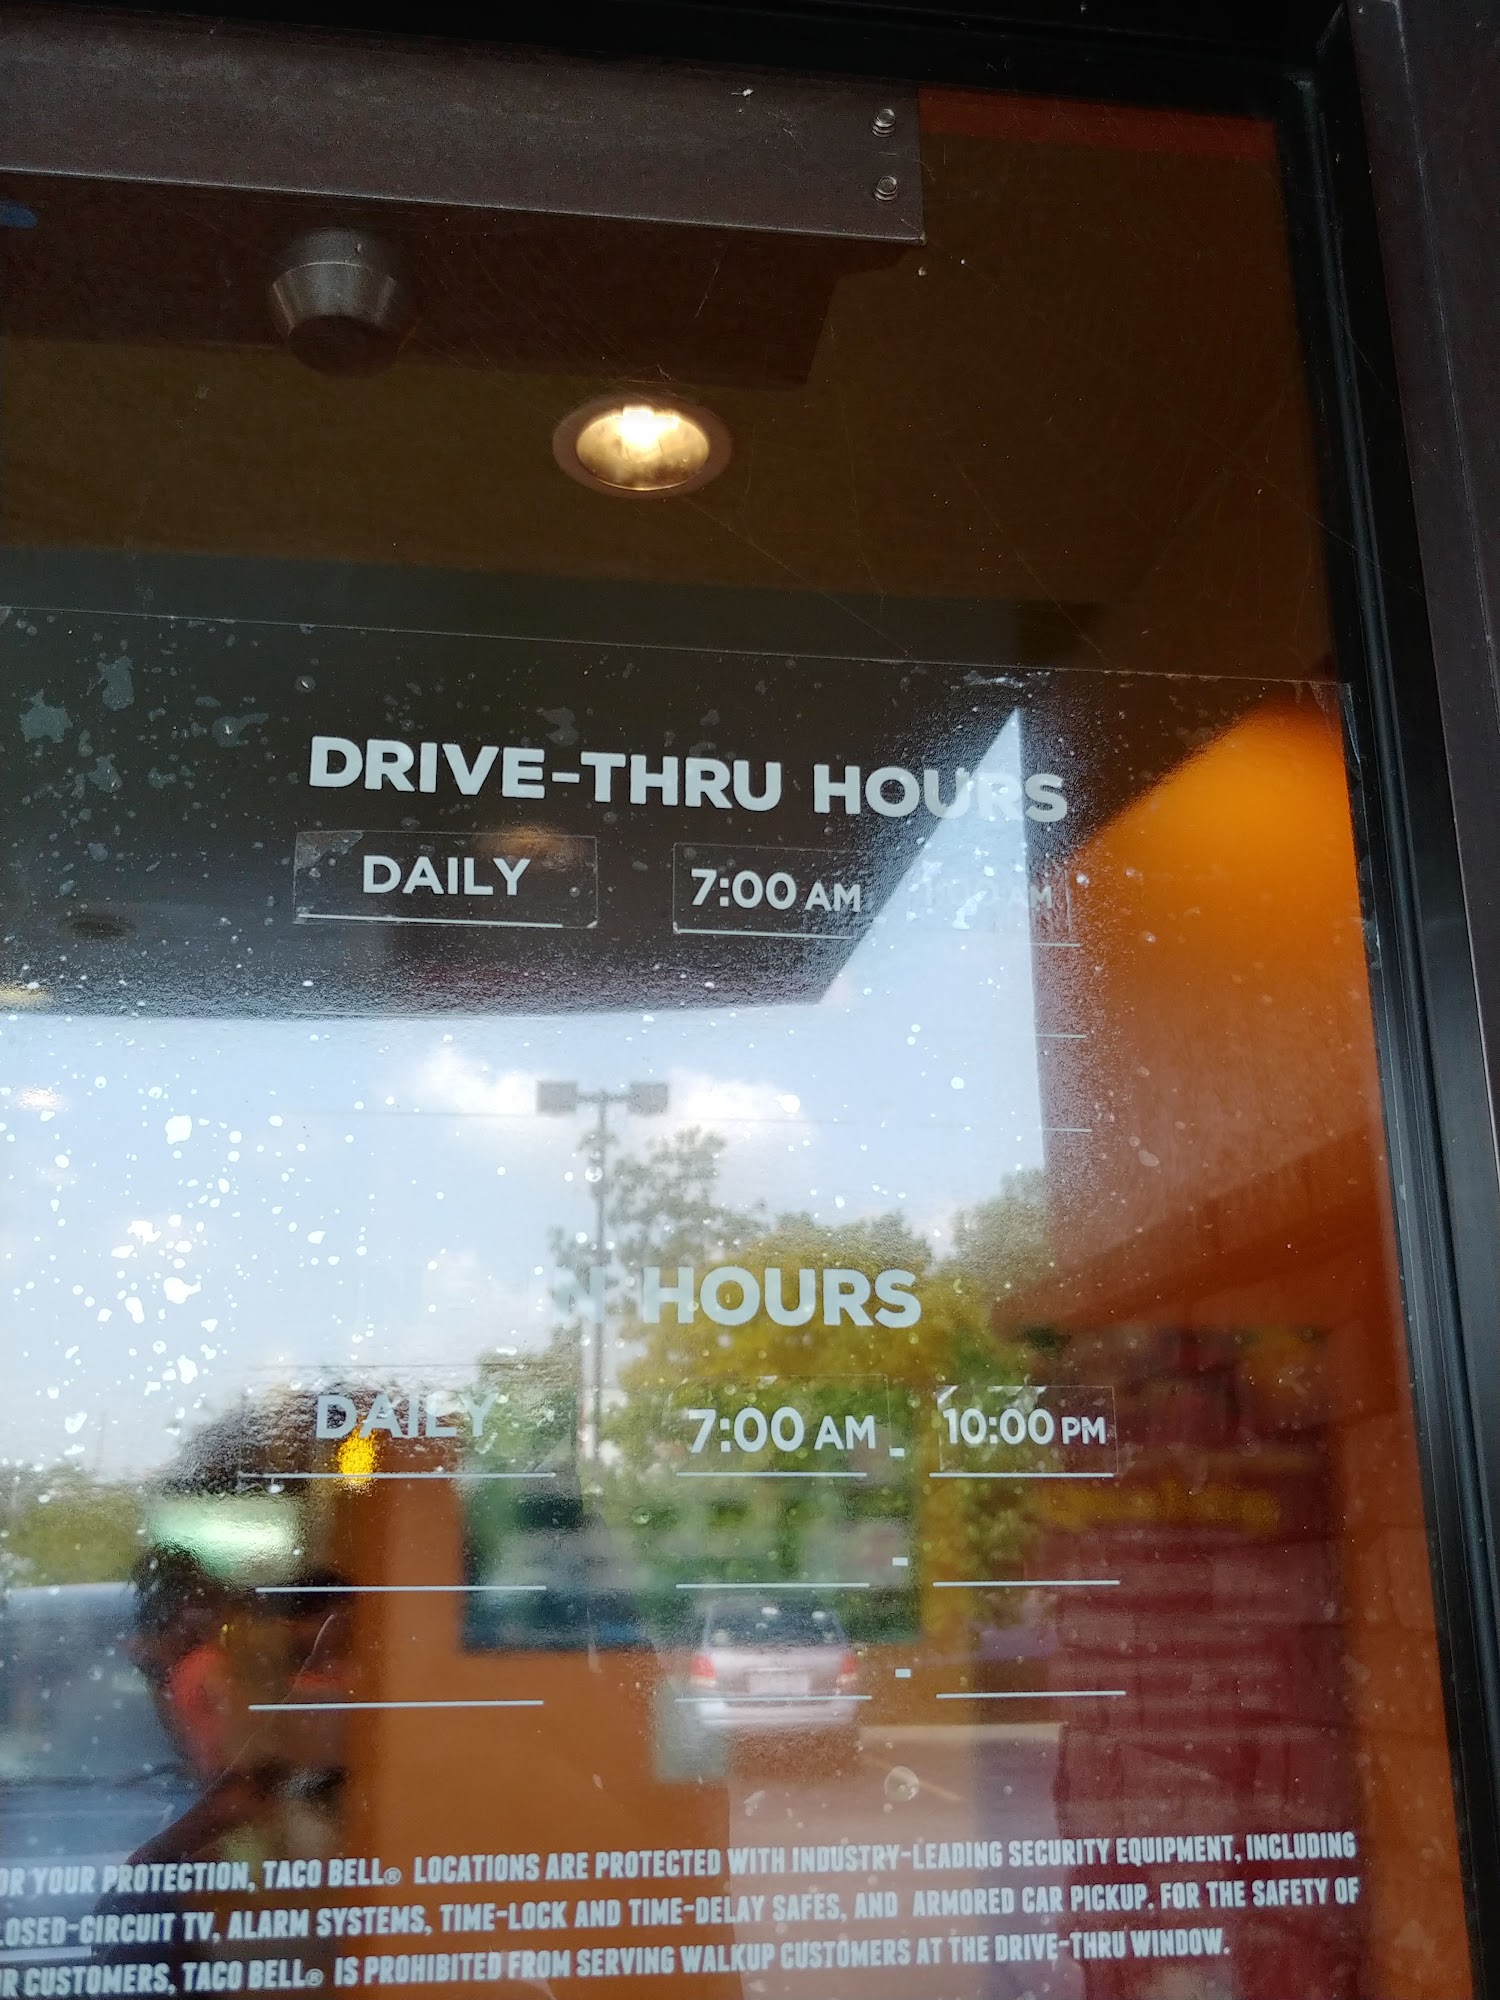 DRIVE-THRU HOURS
DAILY 7:00 AM :00 AM
IN HOURS
DAILY 7:00 AM - 10:00 PM
-
-
OR YOUR PROTECTION, TACO BELL® LOCATIONS ARE PROTECTED WITH INDUSTRY-LEADING SECURITY EQUIPMENT, INCLUDING
LOSED-CIRCUIT TV, ALARM SYSTEMS, TIME-LOCK AND TIME-DELAY SAFES, AND ARMORED CAR PICKUP. FOR THE SAFETY OF
R CUSTOMERS, TACO BELL® IS PROHIBITED FROM SERVING WALKUP CUSTOMERS AT THE DRIVE-THRU WINDOW.